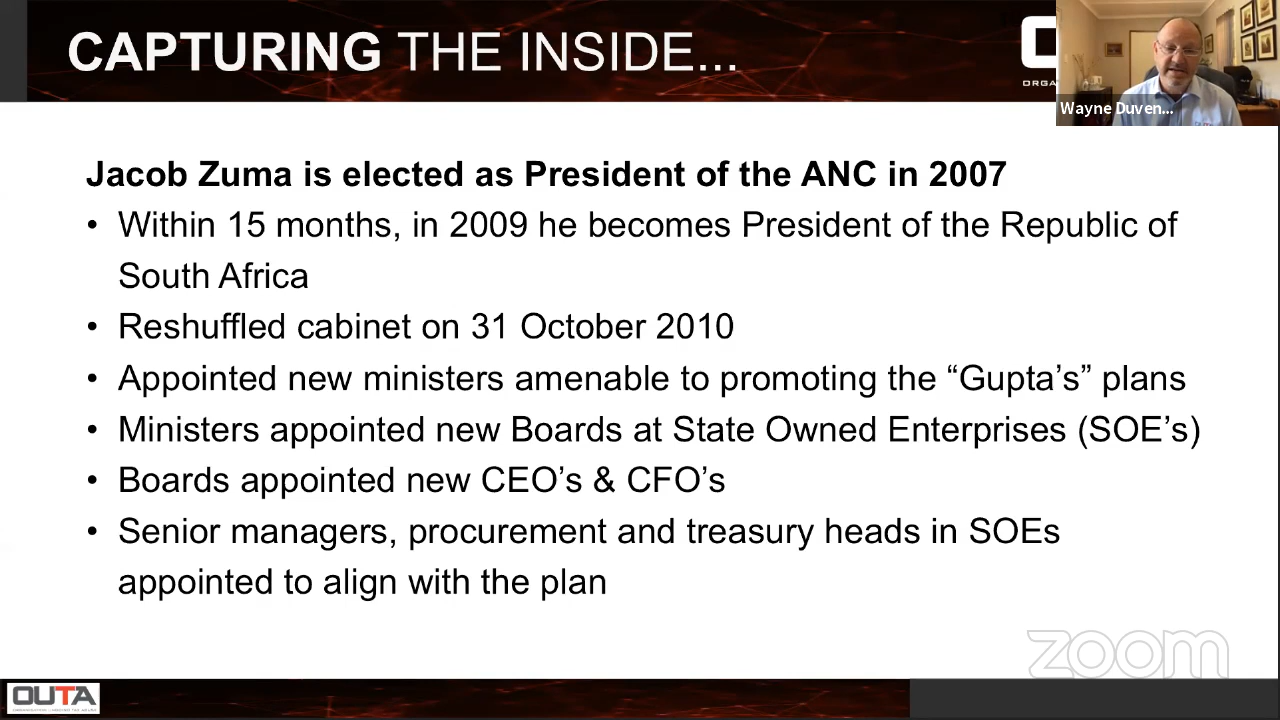 CAPTURING THE INSIDE...
ORGA
Wayne Duven...
Jacob Zuma is elected as President of the ANC in 2007
• Within 15 months, in 2009 he becomes President of the Republic of
South Africa
• Reshuffled cabinet on 31 October 2010
• Appointed new ministers amenable to promoting the “Gupta’s” plans
• Ministers appointed new Boards at State Owned Enterprises (SOE’s)
• Boards appointed new CEO’s & CFO’s
• Senior managers, procurement and treasury heads in SOEs
appointed to align with the plan
zoom
OUTA